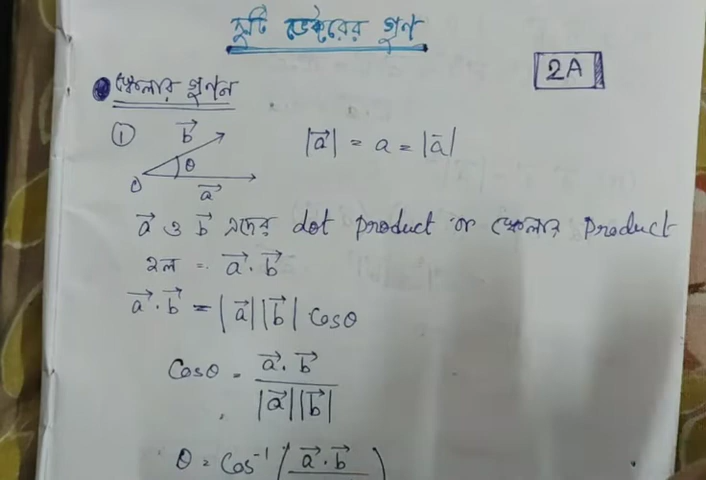 দুটি ভেক্টরের গুণ
2A
স্কেলার গুণন
① b⃗ θ O a⃗ |a⃗| = a = |ā|
a⃗ ও b⃗ এদের dot product or স্কেলার product
হল = a⃗ . b⃗
a⃗ . b⃗ = |a⃗||b⃗| Cosθ
Cosθ = a⃗ . b⃗ / |a⃗||b⃗|
θ = Cos⁻¹ ( a⃗ . b⃗